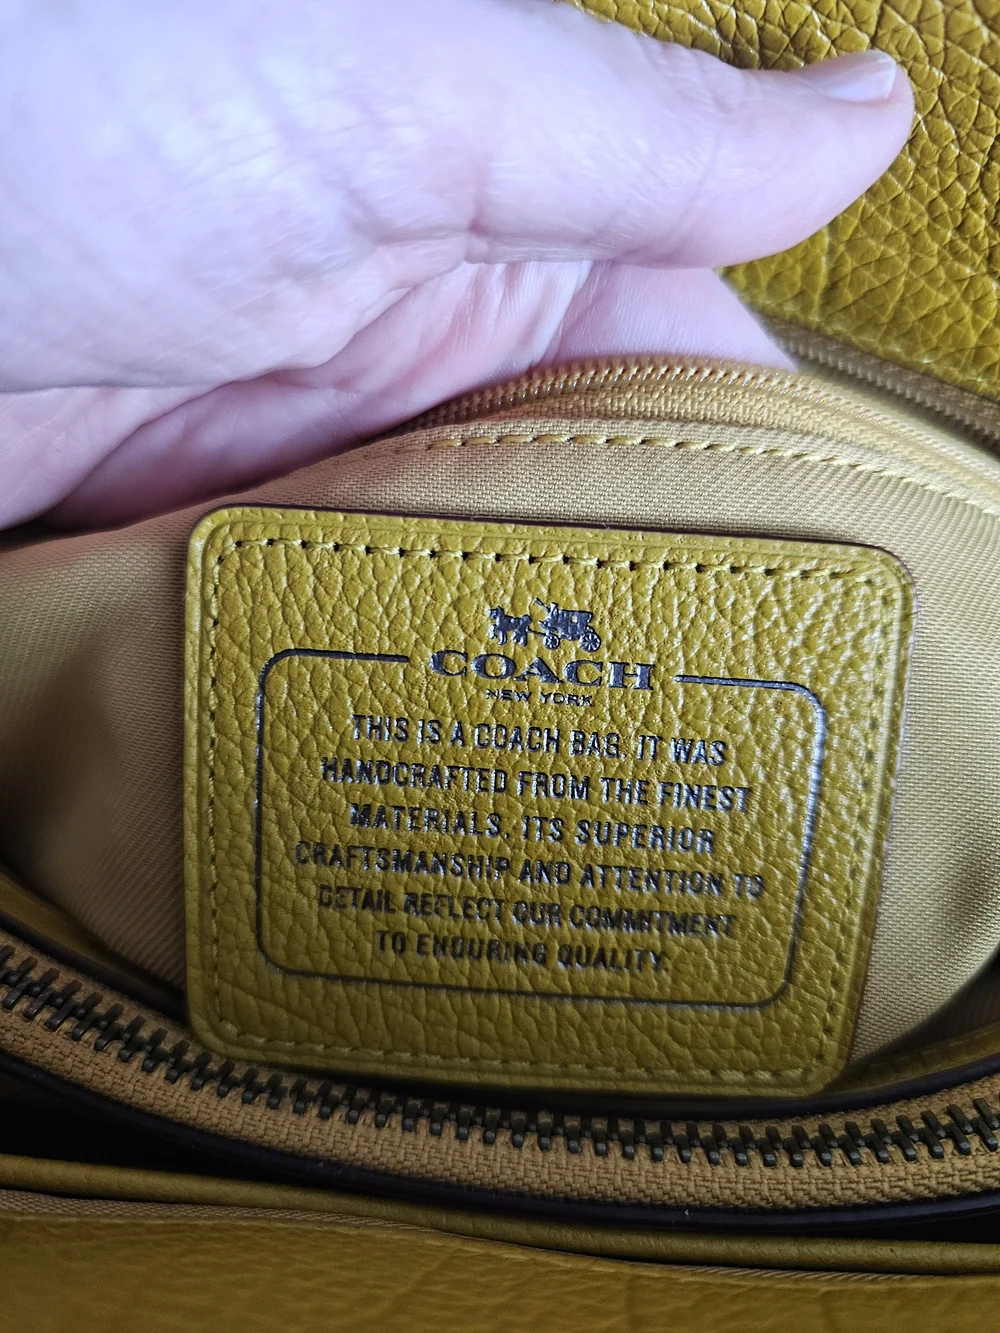 COACH
NEW YORK
THIS IS A COACH BAG. IT WAS
HANDCRAFTED FROM THE FINEST
MATERIALS. ITS SUPERIOR
CRAFTSMANSHIP AND ATTENTION TO
DETAIL REFLECT OUR COMMITMENT
TO ENDURING QUALITY.